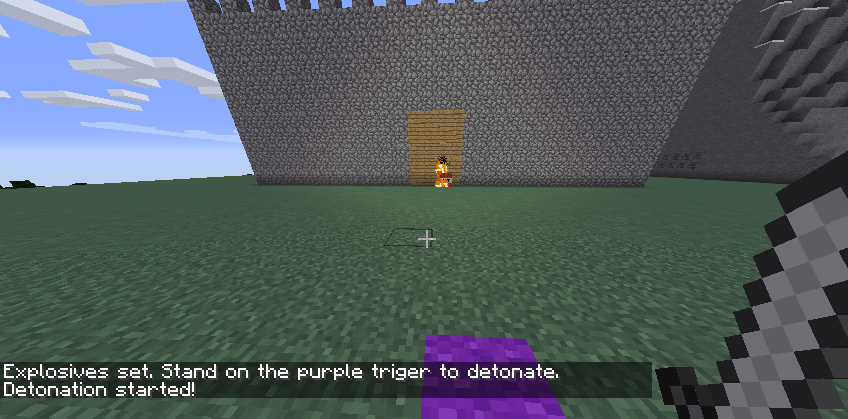 Explosives set. Stand on the purple triger to detonate.
Detonation started!